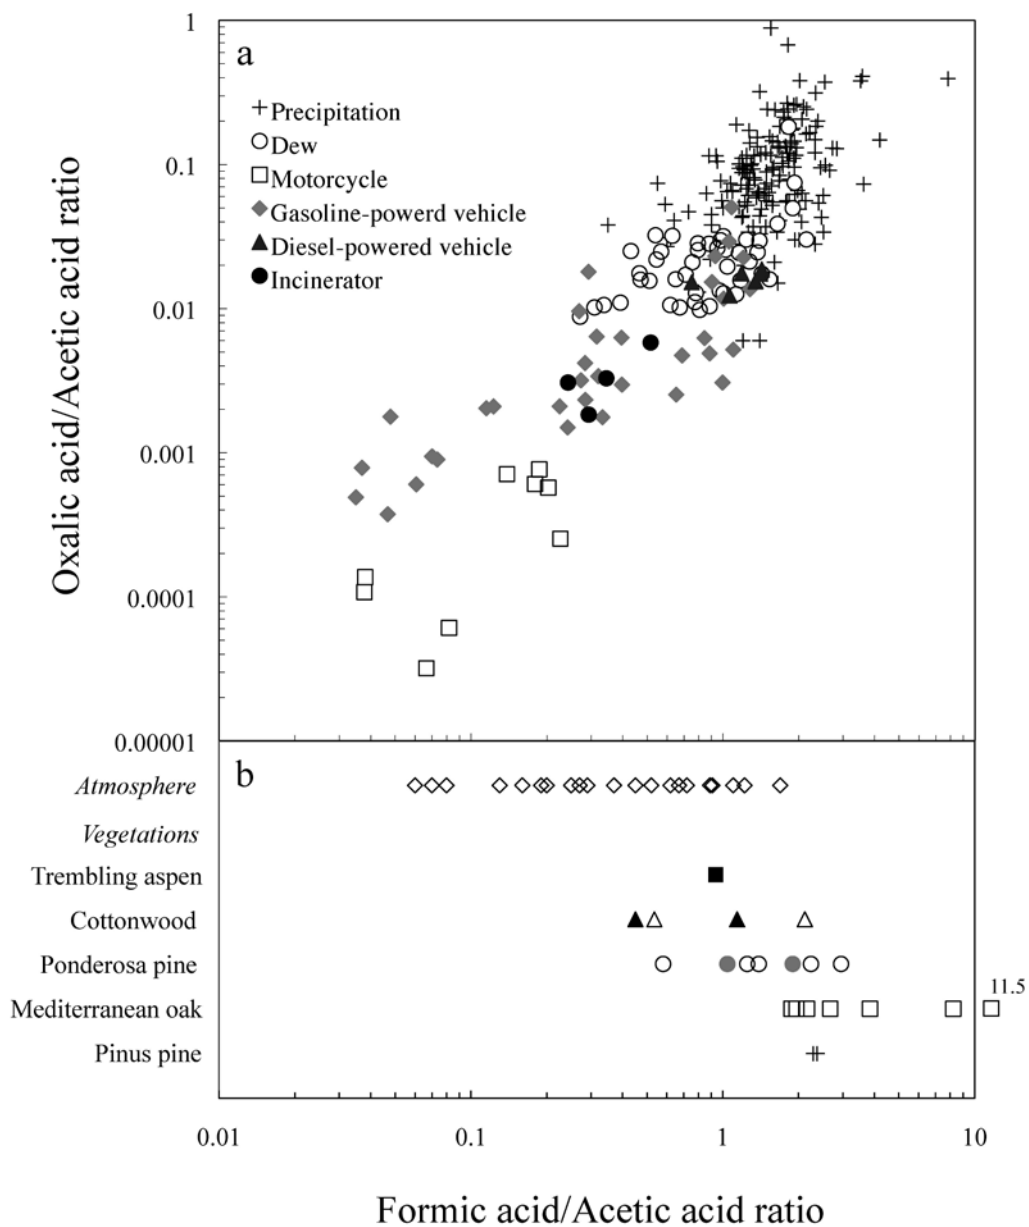 1
a
Precipitation
Dew
Motorcycle
Gasoline-powerd vehicle
Diesel-powered vehicle
Incinerator
0.1
0.01
0.001
0.0001
0.00001
Oxalic acid/Acetic acid ratio
b
Atmosphere
Vegetations
Trembling aspen
Cottonwood
Ponderosa pine
11.5
Mediterranean oak
Pinus pine
0.01 0.1 1 10
Formic acid/Acetic acid ratio